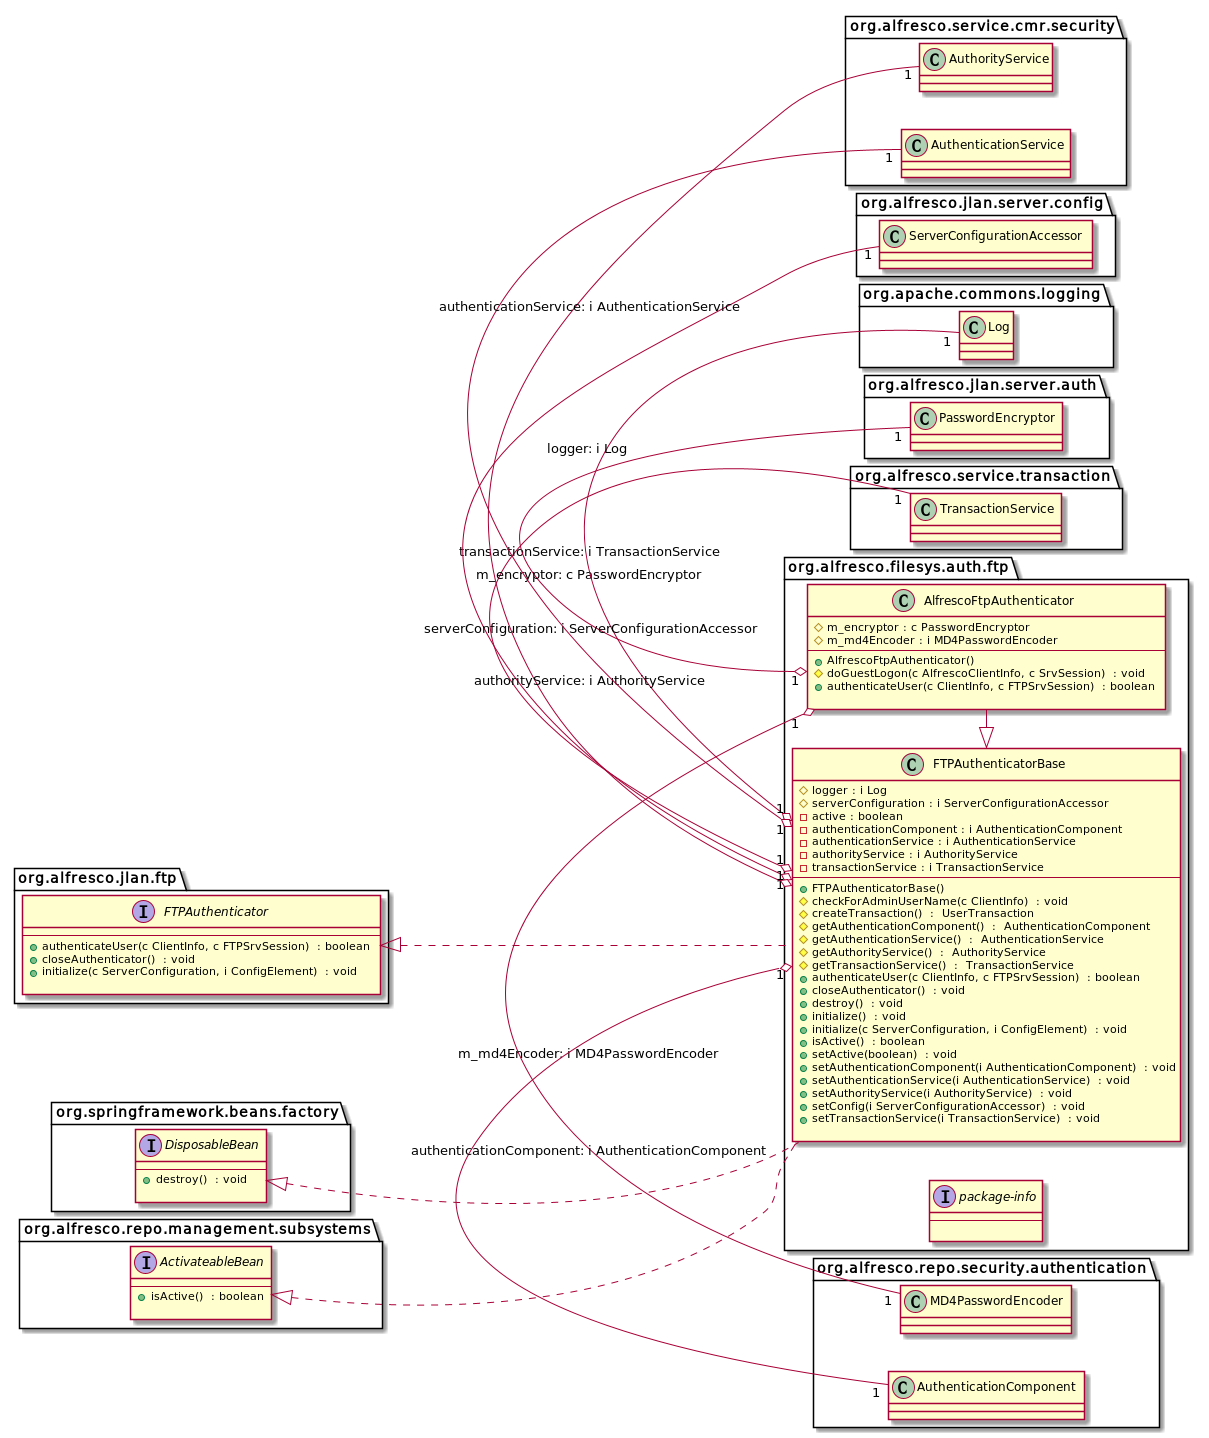 org.alfresco.service.cmr.security
C AuthorityService
1
C AuthenticationService
1
org.alfresco.jlan.server.config
C ServerConfigurationAccessor
1
org.apache.commons.logging
authenticationService: i AuthenticationService
C Log
1
org.alfresco.jlan.server.auth
C PasswordEncryptor
1
logger: i Log
org.alfresco.service.transaction
1
C TransactionService
transactionService: i TransactionService
m_encryptor: c PasswordEncryptor
serverConfiguration: i ServerConfigurationAccessor
authorityService: i AuthorityService
org.alfresco.filesys.auth.ftp
C AlfrescoFtpAuthenticator
m_encryptor : c PasswordEncryptor
m_md4Encoder : i MD4PasswordEncoder
AlfrescoFtpAuthenticator()
doGuestLogon(c AlfrescoClientInfo, c SrvSession) : void
authenticateUser(c ClientInfo, c FTPSrvSession) : boolean
1
1
C FTPAuthenticatorBase
logger : i Log
serverConfiguration : i ServerConfigurationAccessor
active : boolean
authenticationComponent : i AuthenticationComponent
authenticationService : i AuthenticationService
authorityService : i AuthorityService
transactionService : i TransactionService
1
1
1
1
1
FTPAuthenticatorBase()
checkForAdminUserName(c ClientInfo) : void
createTransaction() : UserTransaction
getAuthenticationComponent() : AuthenticationComponent
getAuthenticationService() : AuthenticationService
getAuthorityService() : AuthorityService
getTransactionService() : TransactionService
authenticateUser(c ClientInfo, c FTPSrvSession) : boolean
closeAuthenticator() : void
destroy() : void
initialize() : void
initialize(c ServerConfiguration, i ConfigElement) : void
isActive() : boolean
setActive(boolean) : void
setAuthenticationComponent(i AuthenticationComponent) : void
setAuthenticationService(i AuthenticationService) : void
setAuthorityService(i AuthorityService) : void
setConfig(i ServerConfigurationAccessor) : void
setTransactionService(i TransactionService) : void
1
org.alfresco.jlan.ftp
I FTPAuthenticator
authenticateUser(c ClientInfo, c FTPSrvSession) : boolean
closeAuthenticator() : void
initialize(c ServerConfiguration, i ConfigElement) : void
m_md4Encoder: i MD4PasswordEncoder
org.springframework.beans.factory
I DisposableBean
destroy() : void
authenticationComponent: i AuthenticationComponent
I package-info
org.alfresco.repo.management.subsystems
I ActivateableBean
isActive() : boolean
org.alfresco.repo.security.authentication
C MD4PasswordEncoder
1
C AuthenticationComponent
1